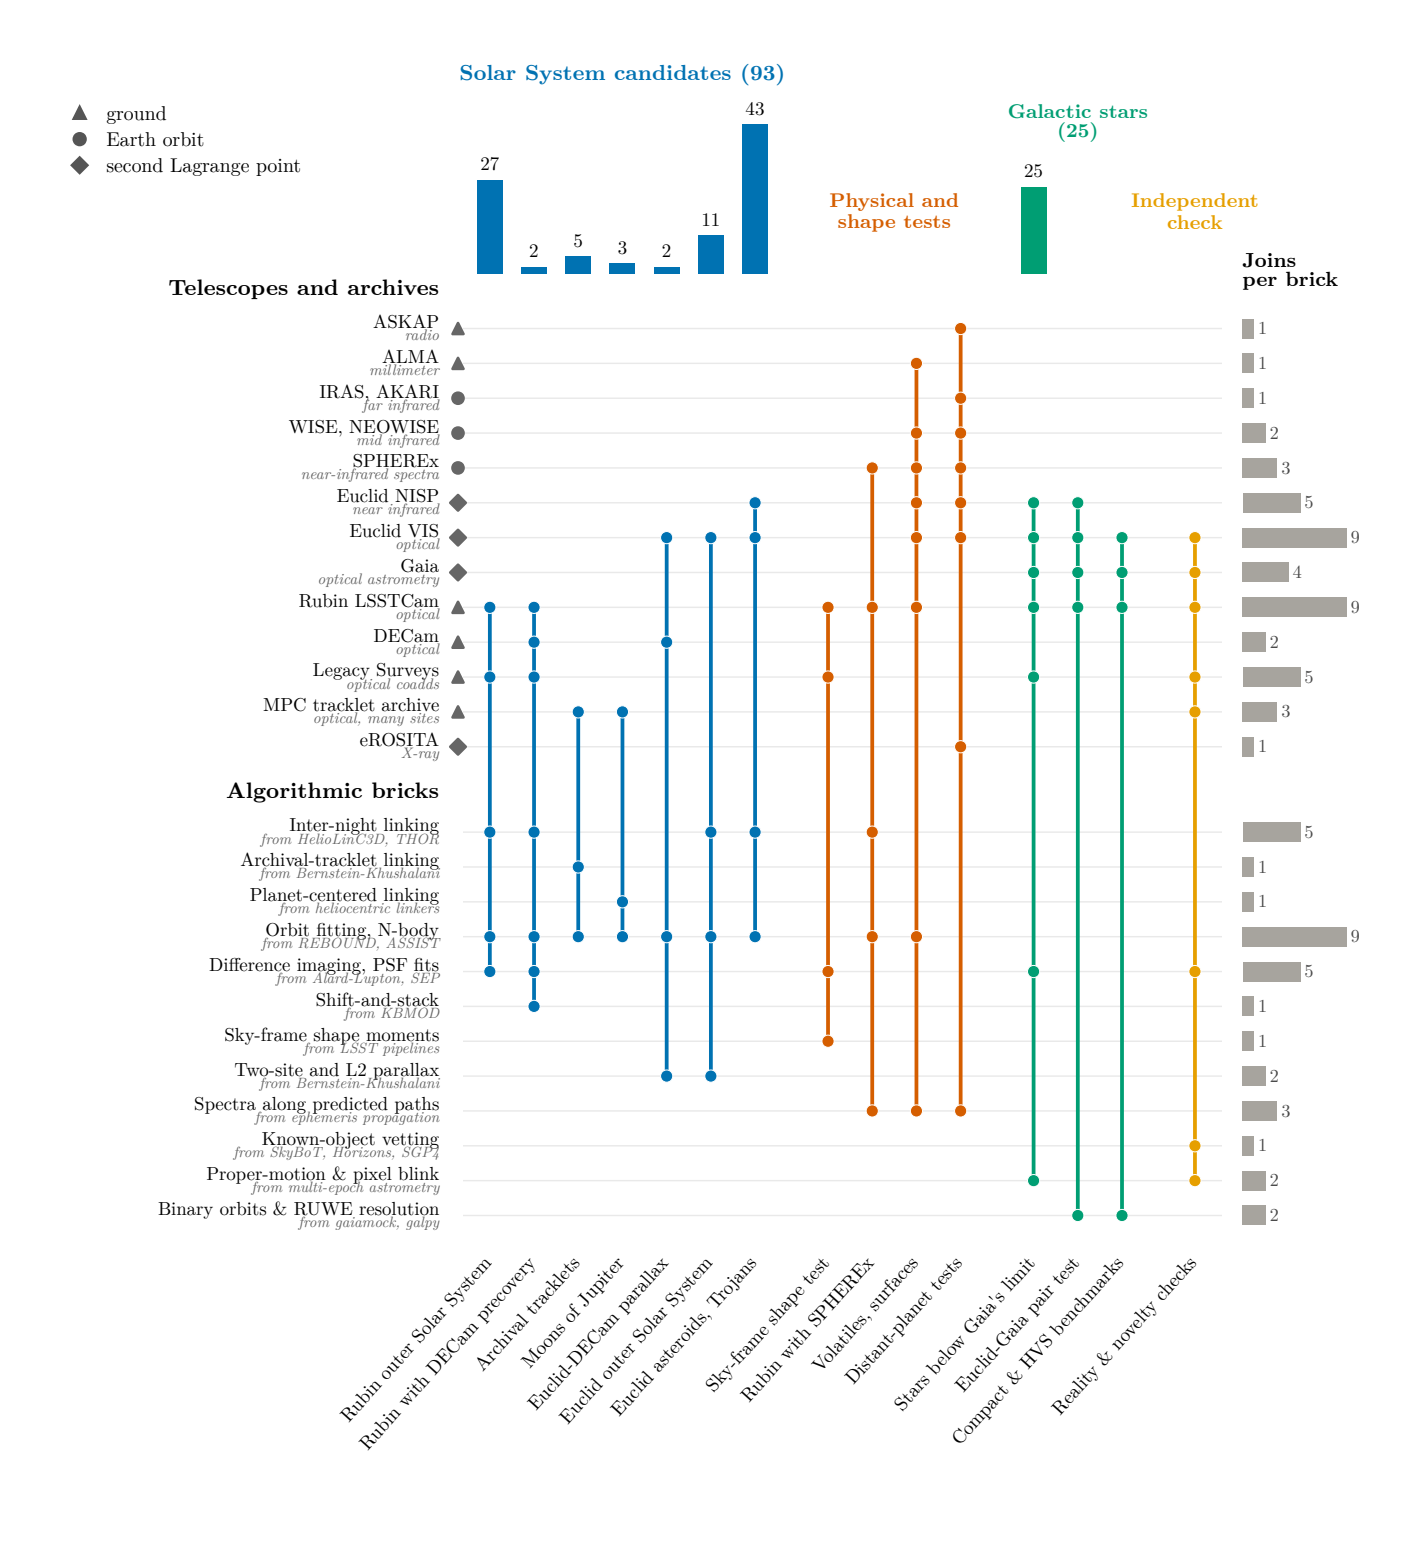 Solar System candidates (93)
ground
Earth orbit
second Lagrange point
27
2
5
3
2
11
43
Galactic stars
(25)
25
Physical and
shape tests
Independent
check
Joins
per brick
Telescopes and archives
ASKAP
radio
1
ALMA
millimeter
1
IRAS, AKARI
far infrared
1
WISE, NEOWISE
mid infrared
2
SPHEREx
near-infrared spectra
3
Euclid NISP
near infrared
5
Euclid VIS
optical
9
Gaia
optical astrometry
4
Rubin LSSTCam
optical
9
DECam
optical
2
Legacy Surveys
optical coadds
5
MPC tracklet archive
optical, many sites
3
eROSITA
X-ray
1
Algorithmic bricks
Inter-night linking
from HelioLinC3D, THOR
5
Archival-tracklet linking
from Bernstein-Khushalani
1
Planet-centered linking
from heliocentric linkers
1
Orbit fitting, N-body
from REBOUND, ASSIST
9
Difference imaging, PSF fits
from Alard-Lupton, SEP
5
Shift-and-stack
from KBMOD
1
Sky-frame shape moments
from LSST pipelines
1
Two-site and L2 parallax
from Bernstein-Khushalani
2
Spectra along predicted paths
from ephemeris propagation
3
Known-object vetting
from SkyBoT, Horizons, SGP4
1
Proper-motion & pixel blink
from multi-epoch astrometry
2
Binary orbits & RUWE resolution
from gaiamock, galpy
2
Rubin outer Solar System
Rubin with DECam precovery
Archival tracklets
Moons of Jupiter
Euclid-DECam parallax
Euclid outer Solar System
Euclid asteroids, Trojans
Sky-frame shape test
Rubin with SPHEREx
Volatiles, surfaces
Distant-planet tests
Stars below Gaia's limit
Euclid-Gaia pair test
Compact & HVS benchmarks
Reality & novelty checks